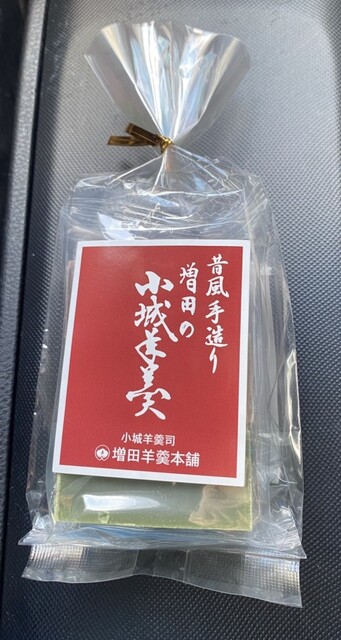 昔風手造り
増田の
小城羊羹
小城羊羹司
増田羊羹本舗